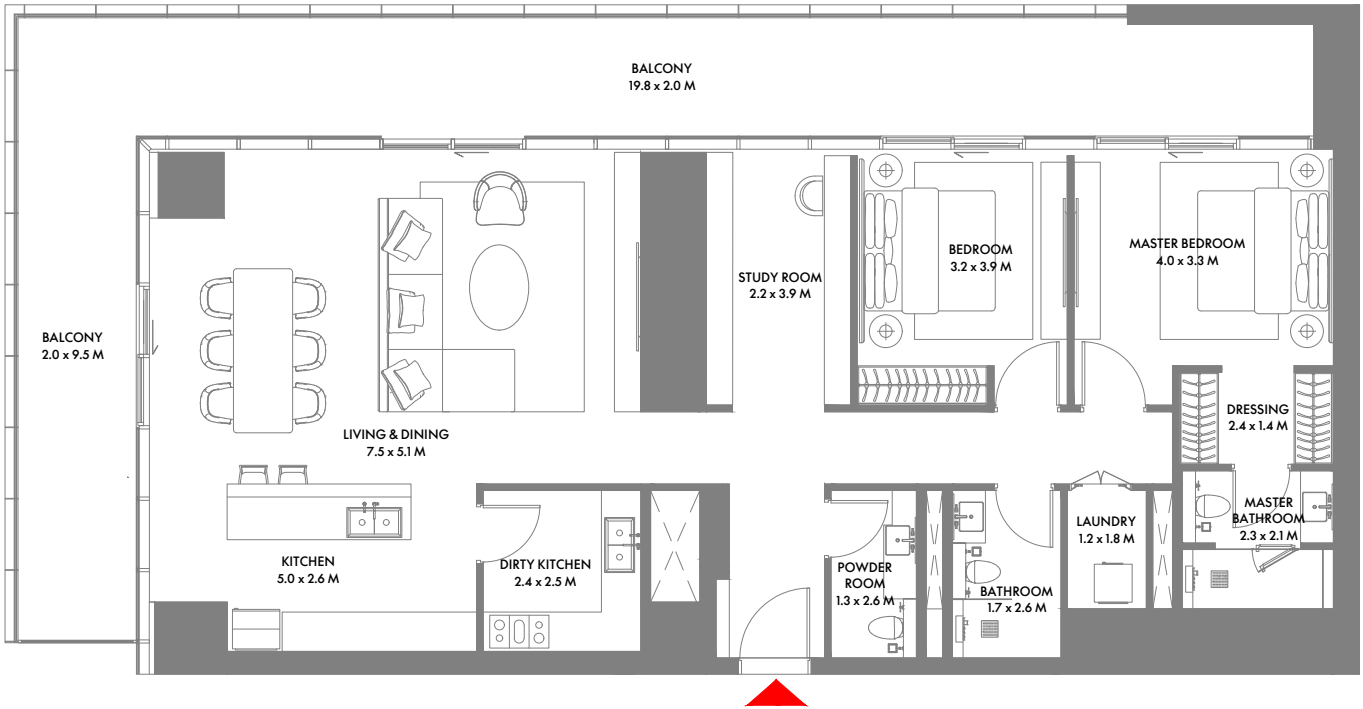 BALCONY
19.8 x 2.0 M
BALCONY
2.0 x 9.5 M
LIVING & DINING
7.5 x 5.1 M
STUDY ROOM
2.2 x 3.9 M
BEDROOM
3.2 x 3.9 M
MASTER BEDROOM
4.0 x 3.3 M
DRESSING
2.4 x 1.4 M
KITCHEN
5.0 x 2.6 M
DIRTY KITCHEN
2.4 x 2.5 M
POWDER
ROOM
1.3 x 2.6 M
BATHROOM
1.7 x 2.6 M
LAUNDRY
1.2 x 1.8 M
MASTER
BATHROOM
2.3 x 2.1 M